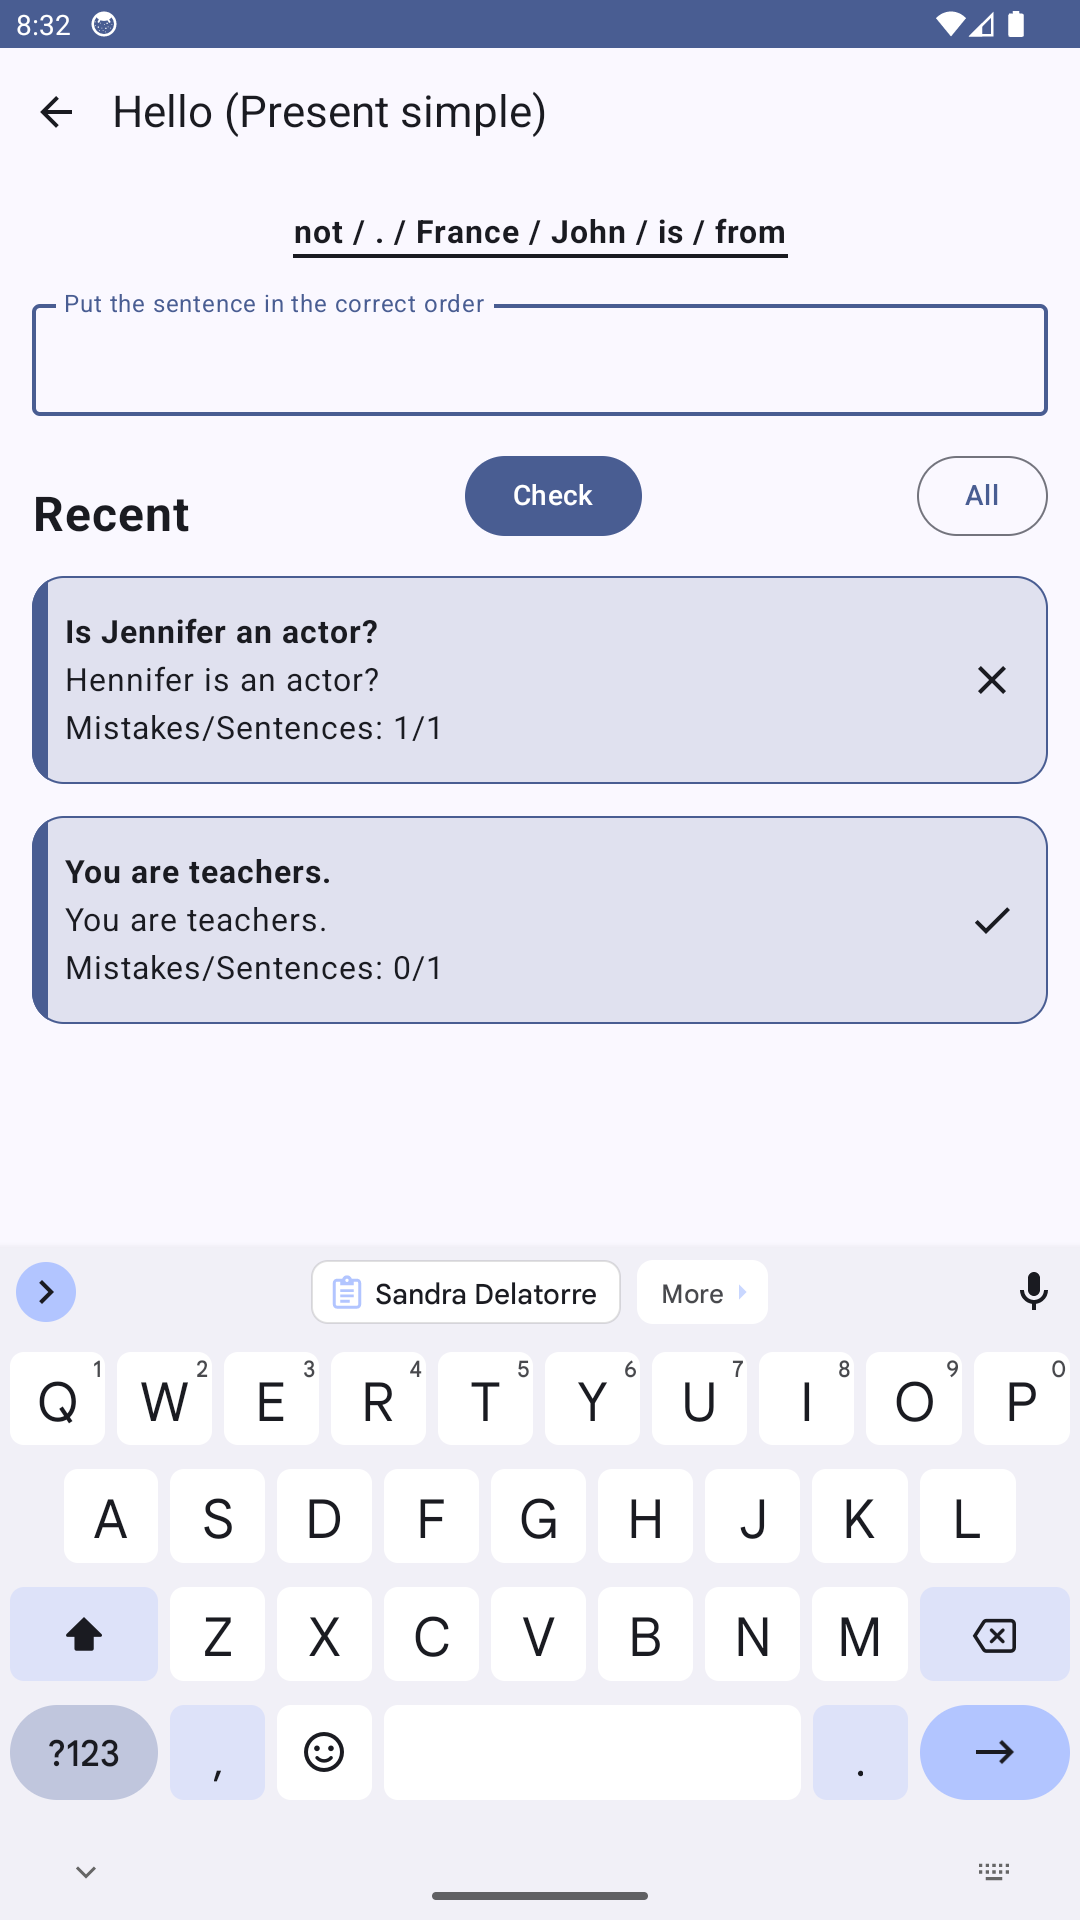 8:32
Hello (Present simple)
not / . / France / John / is / from
Put the sentence in the correct order
Recent
Check
All
Is Jennifer an actor?
Hennifer is an actor?
Mistakes/Sentences: 1/1
You are teachers.
You are teachers.
Mistakes/Sentences: 0/1
Sandra Delatorre
More
Q 1 W 2 E 3 R 4 T 5 Y 6 U 7 I 8 O 9 P 0
A S D F G H J K L
Z X C V B N M
?123 , .